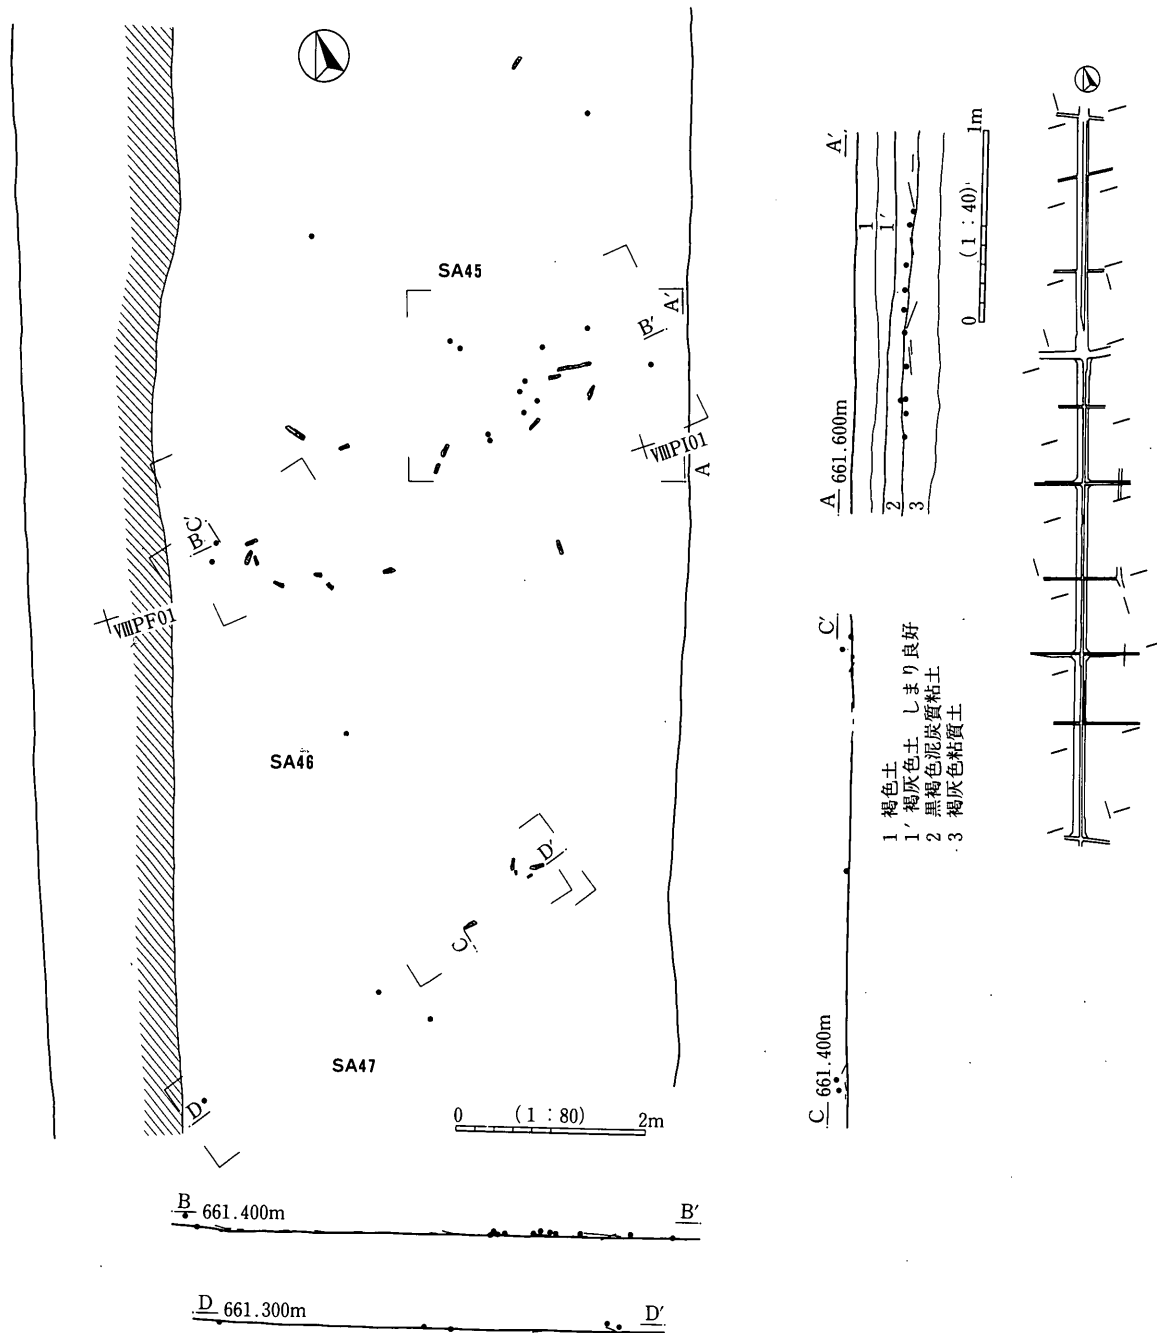 SA45
A′
B′
ⅧPI01
A
C′
B
ⅧPF01
SA46
D′
C
SA47
D
0 (1：80) 2m
A′
1
1′
2
3
A 661.600m
0 (1：40) 1m
C′
C 661.400m
1 褐色土
1′ 褐灰色土 しまり良好
2 黒褐色泥炭質粘土
3 褐灰色粘質土
B 661.400m B′
D 661.300m D′